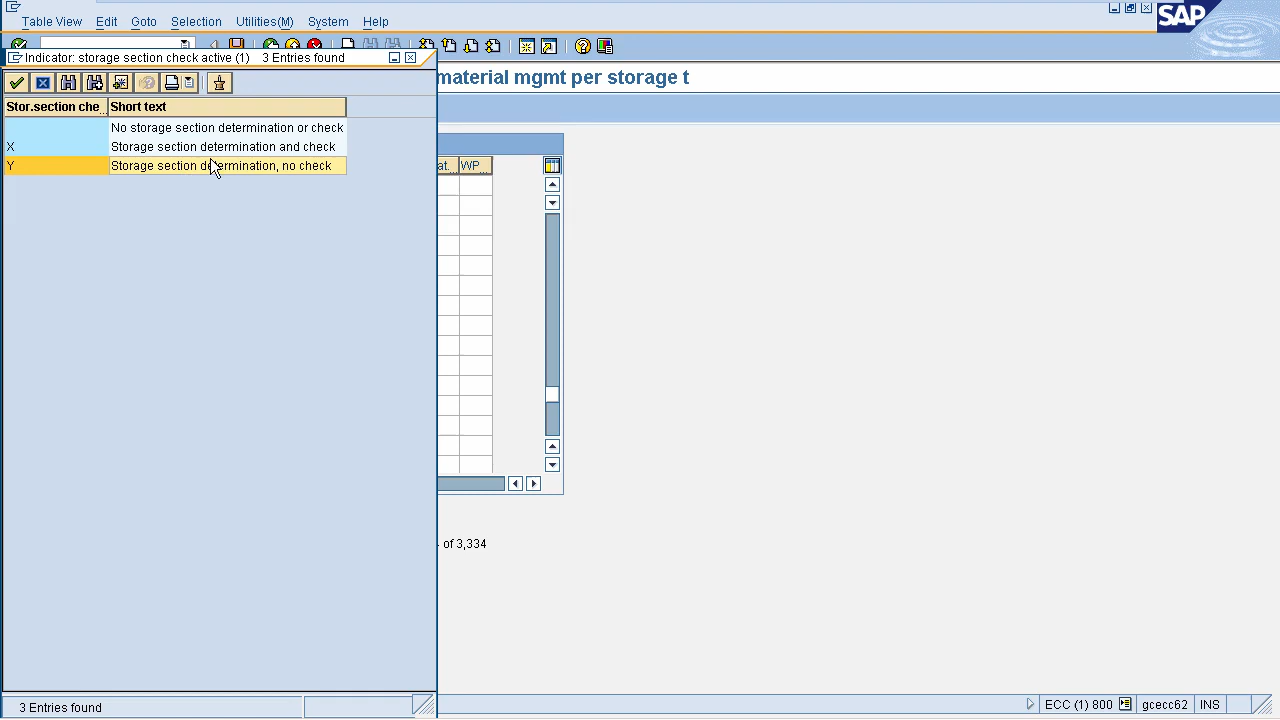 Table View Edit Goto Selection Utilities(M) System Help
SAP
Indicator: storage section check active (1) 3 Entries found
material mgmt per storage t
Stor.section che.. Short text
No storage section determination or check
X Storage section determination and check
Y Storage section determination, no check
at.. WP...
of 3,334
3 Entries found
ECC (1) 800 gcecc62 INS